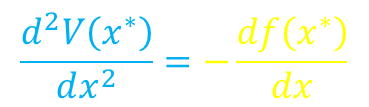 d²V(x*)/dx² = −df(x*)/dx